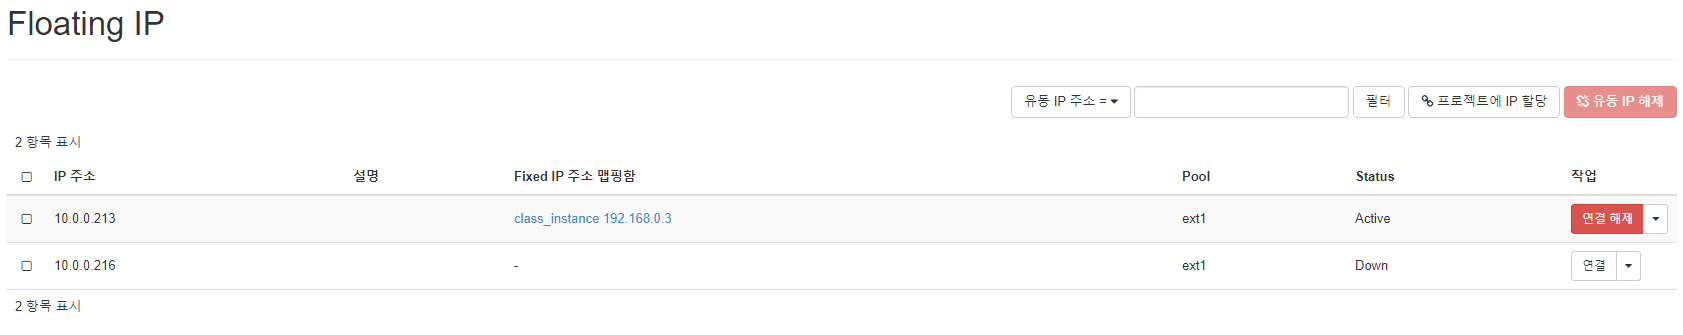 Floating IP
유동 IP 주소 = 필터 프로젝트에 IP 할당 유동 IP 해제
2 항목 표시
IP 주소 설명 Fixed IP 주소 맵핑함 Pool Status 작업
10.0.0.213 class_instance 192.168.0.3 ext1 Active 연결 해제
10.0.0.216 - ext1 Down 연결
2 항목 표시